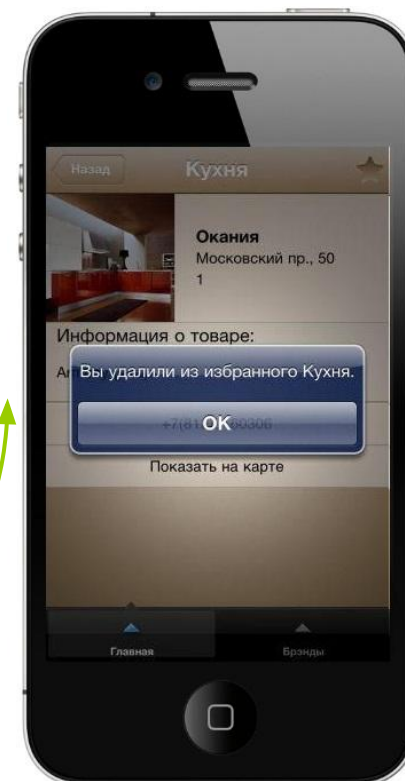 Назад
Кухня
Окания
Московский пр., 50
1
Информация о товаре:
Вы удалили из избранного Кухня.
OK
Показать на карте
Главная
Брэнды